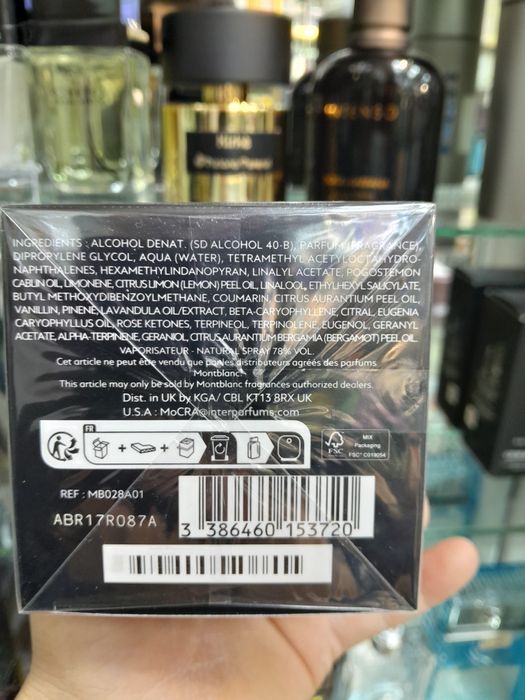 INGREDIENTS : ALCOHOL DENAT. (SD ALCOHOL 40-B), PARFUM (FRAGRANCE),
DIPROPYLENE GLYCOL, AQUA (WATER), TETRAMETHYL ACETYLOCTAHYDRO-
NAPHTHALENES, HEXAMETHYLINDANOPYRAN, LINALYL ACETATE, POGOSTEMON
CABLIN OIL, LIMONENE, CITRUS LIMON (LEMON) PEEL OIL, LINALOOL, ETHYLHEXYL SALICYLATE,
BUTYL METHOXYDIBENZOYLMETHANE, COUMARIN, CITRUS AURANTIUM PEEL OIL,
VANILLIN, PINENE, LAVANDULA OIL/EXTRACT, BETA-CARYOPHYLLENE, CITRAL, EUGENIA
CARYOPHYLLUS OIL, ROSE KETONES, TERPINEOL, TERPINOLENE, EUGENOL, GERANYL
ACETATE, ALPHA-TERPINENE, GERANIOL, CITRUS AURANTIUM BERGAMIA (BERGAMOT) PEEL OIL.
VAPORISATEUR - NATURAL SPRAY 78% VOL.
Cet article ne peut être vendu que par les distributeurs agréés des parfums
Montblanc.
This article may only be sold by Montblanc fragrances authorized dealers.
Dist. in UK by KGA/ CBL KT13 8RX UK
U.S.A : MoCRA@interparfums.com
FR
FSC
MIX
Packaging
FSC® C019054
REF : MB028A01
ABR17R087A
3 386460 153720